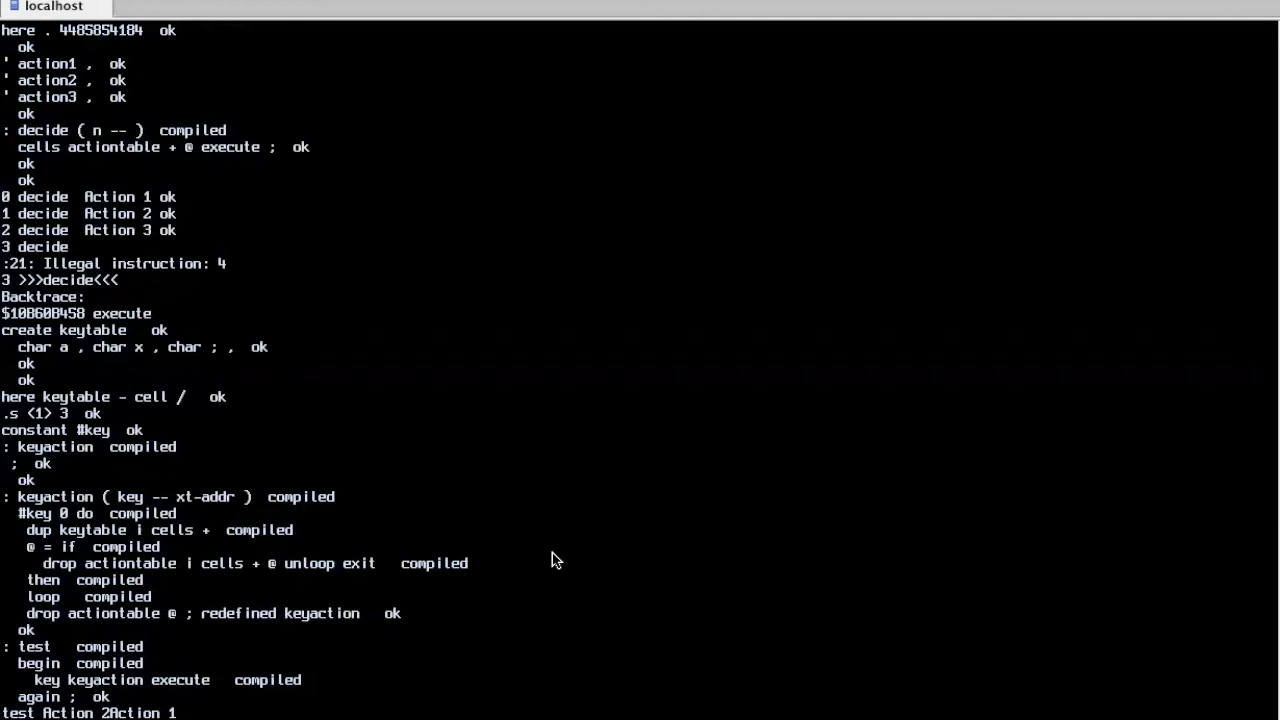 localhost
here . 4485854184  ok
ok
' action1 ,  ok
' action2 ,  ok
' action3 ,  ok
ok
: decide ( n -- )  compiled
cells actiontable + @ execute ;  ok
ok
ok
0 decide  Action 1 ok
1 decide  Action 2 ok
2 decide  Action 3 ok
3 decide
:21: Illegal instruction: 4
3 >>>decide<<<
Backtrace:
$10B60B458 execute
create keytable   ok
char a , char x , char ; ,  ok
ok
ok
here keytable - cell /   ok
.s <1> 3  ok
constant #key  ok
: keyaction  compiled
;  ok
ok
: keyaction ( key -- xt-addr )  compiled
#key 0 do  compiled
dup keytable i cells +  compiled
@ = if  compiled
drop actiontable i cells + @ unloop exit   compiled
then  compiled
loop   compiled
drop actiontable @ ; redefined keyaction   ok
ok
: test   compiled
begin  compiled
key keyaction execute   compiled
again ;  ok
test Action 2Action 1